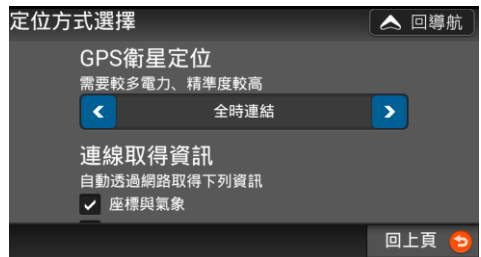 定位方式選擇
回導航
GPS衛星定位
需要較多電力、精準度較高
全時連結
連線取得資訊
自動透過網路取得下列資訊
座標與氣象
回上頁